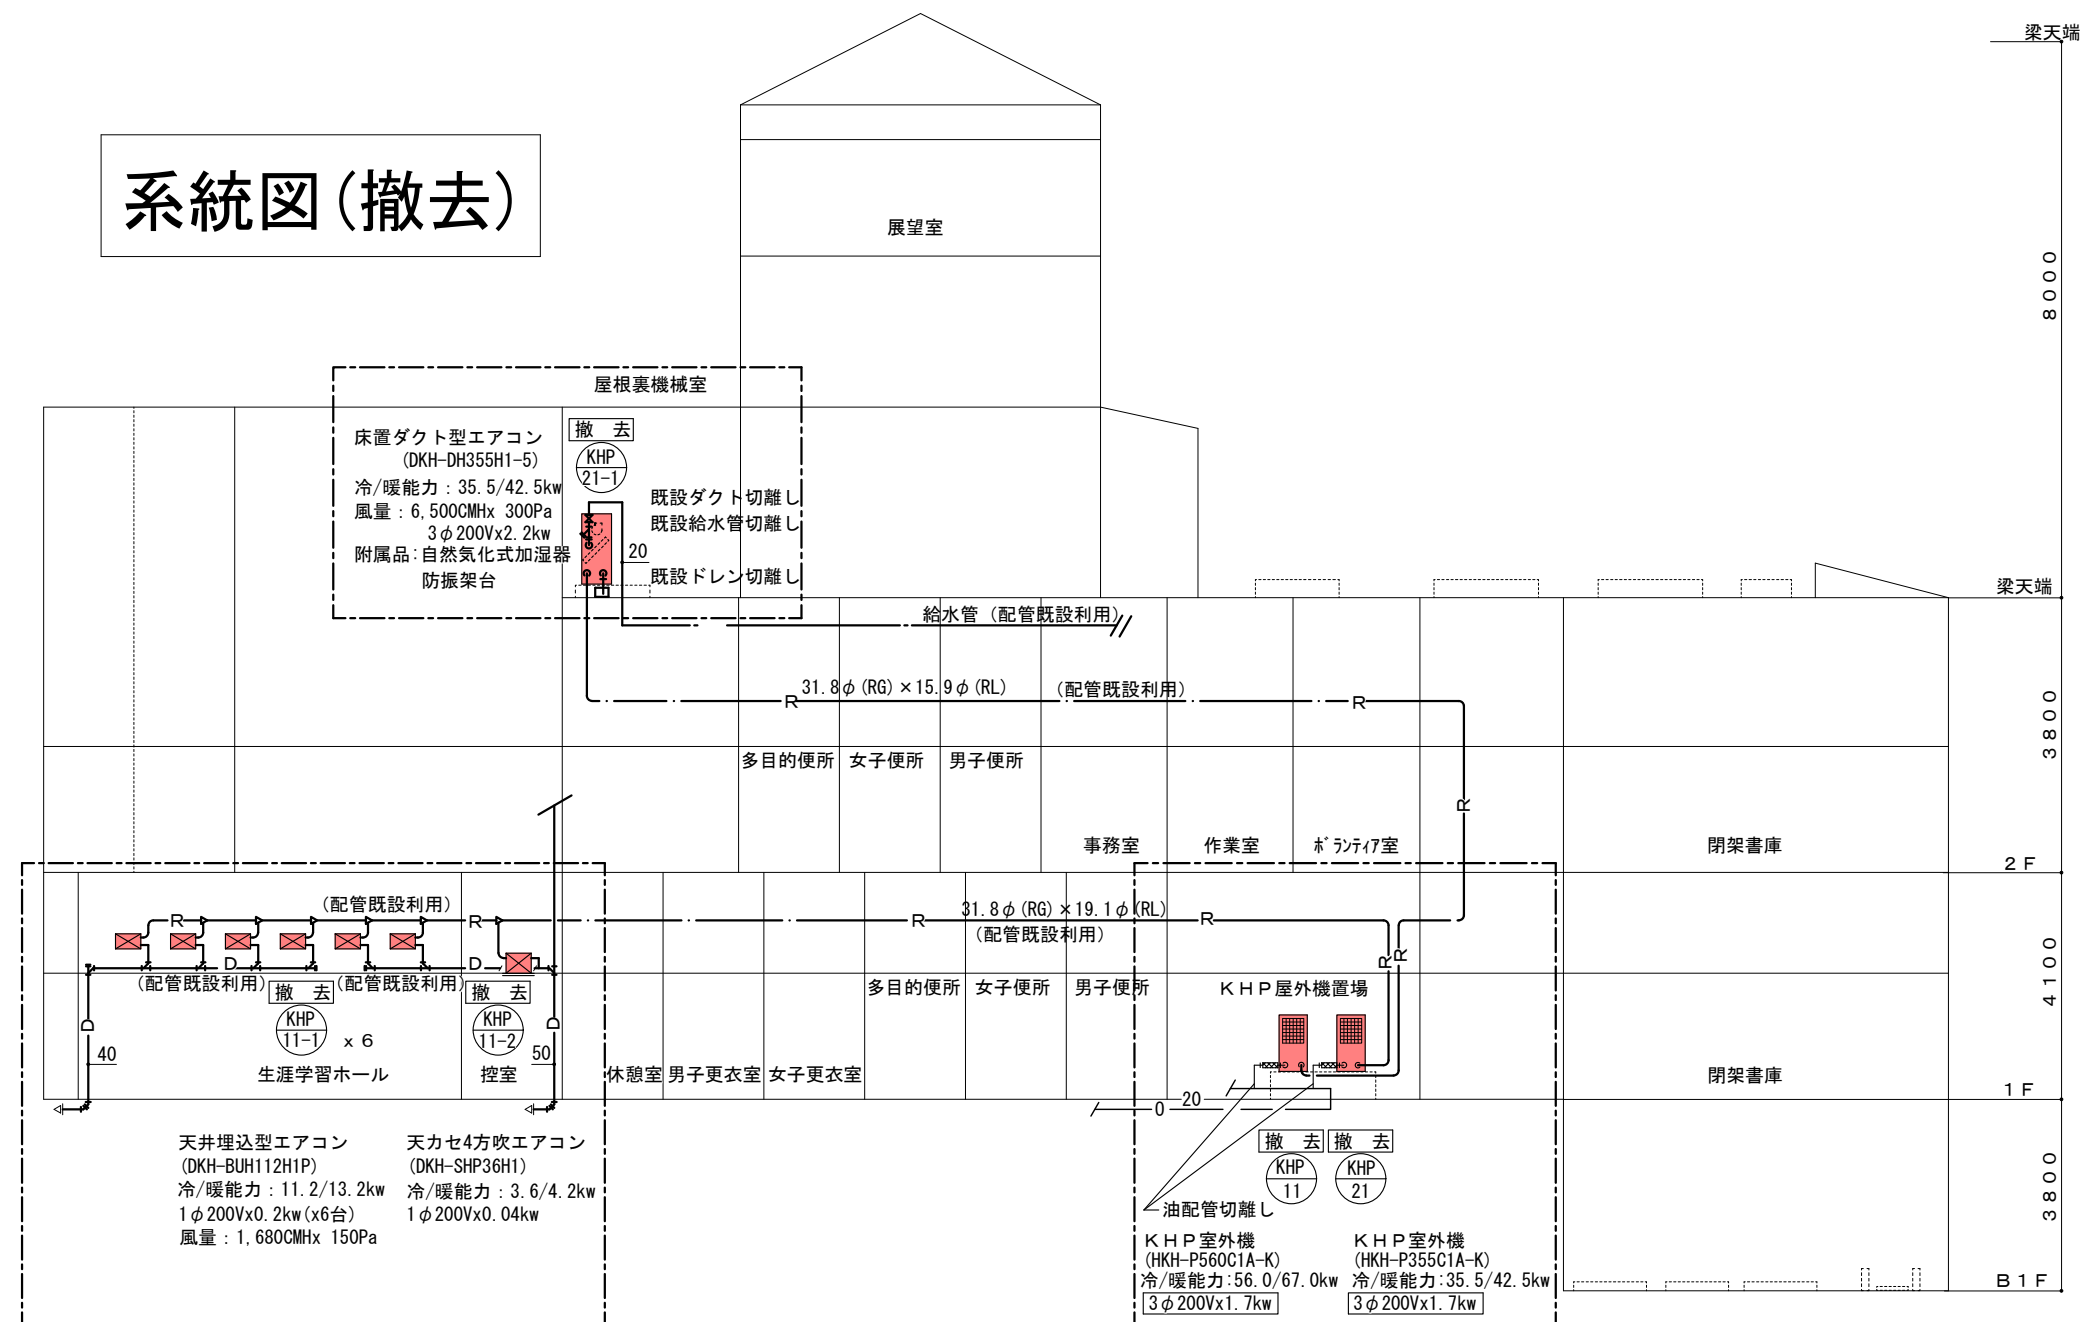 系統図(撤去)
梁天端
展望室
8000
屋根裏機械室
床置ダクト型エアコン
(DKH-DH355H1-5)
冷/暖能力：35.5/42.5kw
風量：6,500CMHx 300Pa
3φ200Vx2.2kw
附属品:自然気化式加湿器
防振架台
撤 去
KHP
21-1
既設ダクト切離し
既設給水管切離し
20
既設ドレン切離し
梁天端
給水管（配管既設利用）
31.8φ(RG)×15.9φ(RL)
（配管既設利用）
R
R
R
3800
多目的便所
女子便所
男子便所
事務室
作業室
ﾎﾞﾗﾝﾃｨｱ室
閉架書庫
2F
（配管既設利用）
R
R
R
R
31.8φ(RG)×19.1φ(RL)
（配管既設利用）
R
R
D
D
（配管既設利用）
（配管既設利用）
撤 去
KHP
11-1
x 6
撤 去
KHP
11-2
D
D
40
50
生涯学習ホール
控室
休憩室
男子更衣室
女子更衣室
多目的便所
女子便所
男子便所
KHP屋外機置場
閉架書庫
4100
1F
0
20
天井埋込型エアコン
(DKH-BUH112H1P)
冷/暖能力：11.2/13.2kw
1φ200Vx0.2kw(x6台)
風量：1,680CMHx 150Pa
天カセ4方吹エアコン
(DKH-SHP36H1)
冷/暖能力：3.6/4.2kw
1φ200Vx0.04kw
撤 去
KHP
11
撤 去
KHP
21
油配管切離し
KHP室外機
(HKH-P560C1A-K)
冷/暖能力:56.0/67.0kw
3φ200Vx1.7kw
KHP室外機
(HKH-P355C1A-K)
冷/暖能力:35.5/42.5kw
3φ200Vx1.7kw
3800
B1F